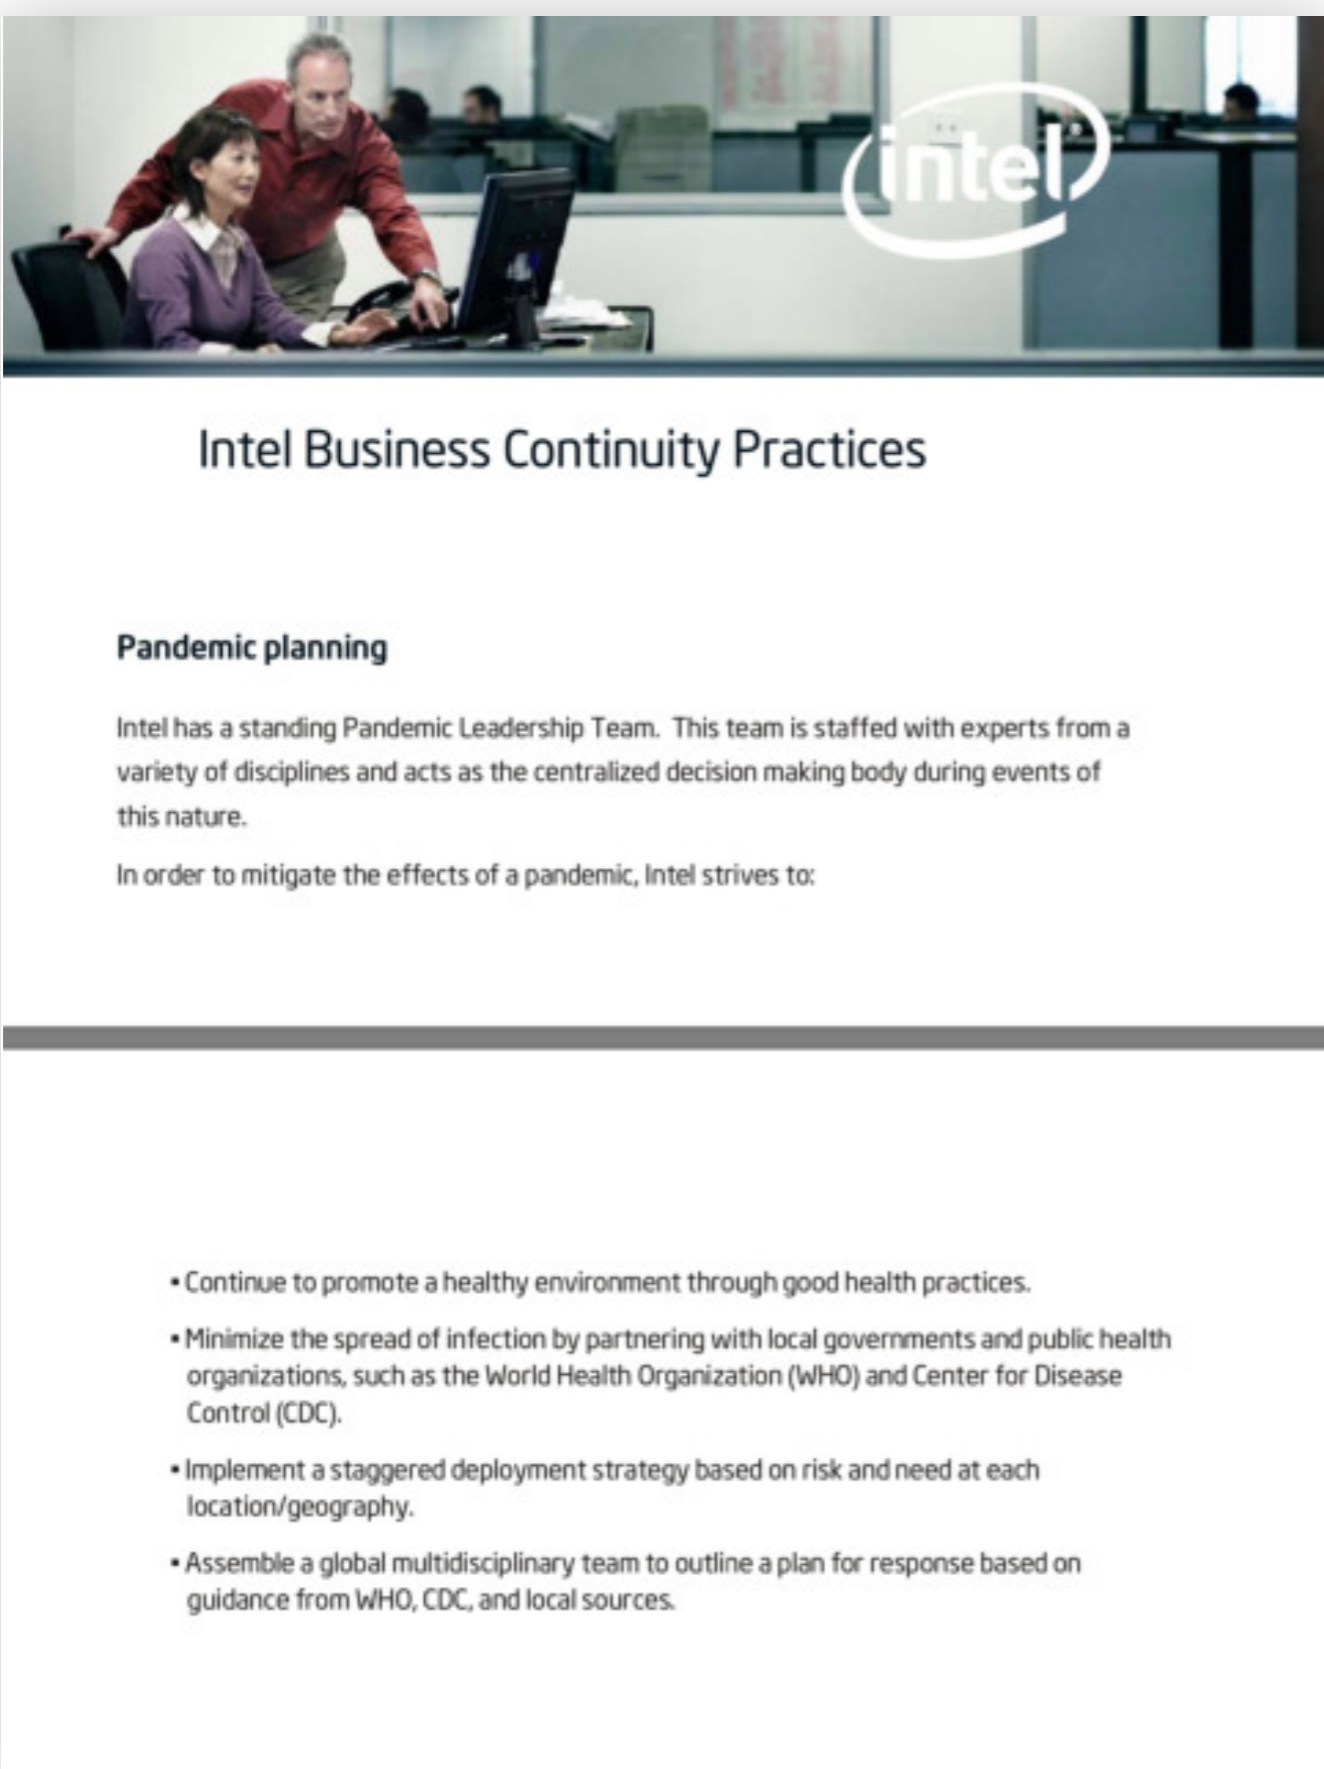 intel
Intel Business Continuity Practices
Pandemic planning
Intel has a standing Pandemic Leadership Team. This team is staffed with experts from a
variety of disciplines and acts as the centralized decision making body during events of
this nature.
In order to mitigate the effects of a pandemic, Intel strives to:
▪ Continue to promote a healthy environment through good health practices.
▪ Minimize the spread of infection by partnering with local governments and public health
organizations, such as the World Health Organization (WHO) and Center for Disease
Control (CDC).
▪ Implement a staggered deployment strategy based on risk and need at each
location/geography.
▪ Assemble a global multidisciplinary team to outline a plan for response based on
guidance from WHO, CDC, and local sources.